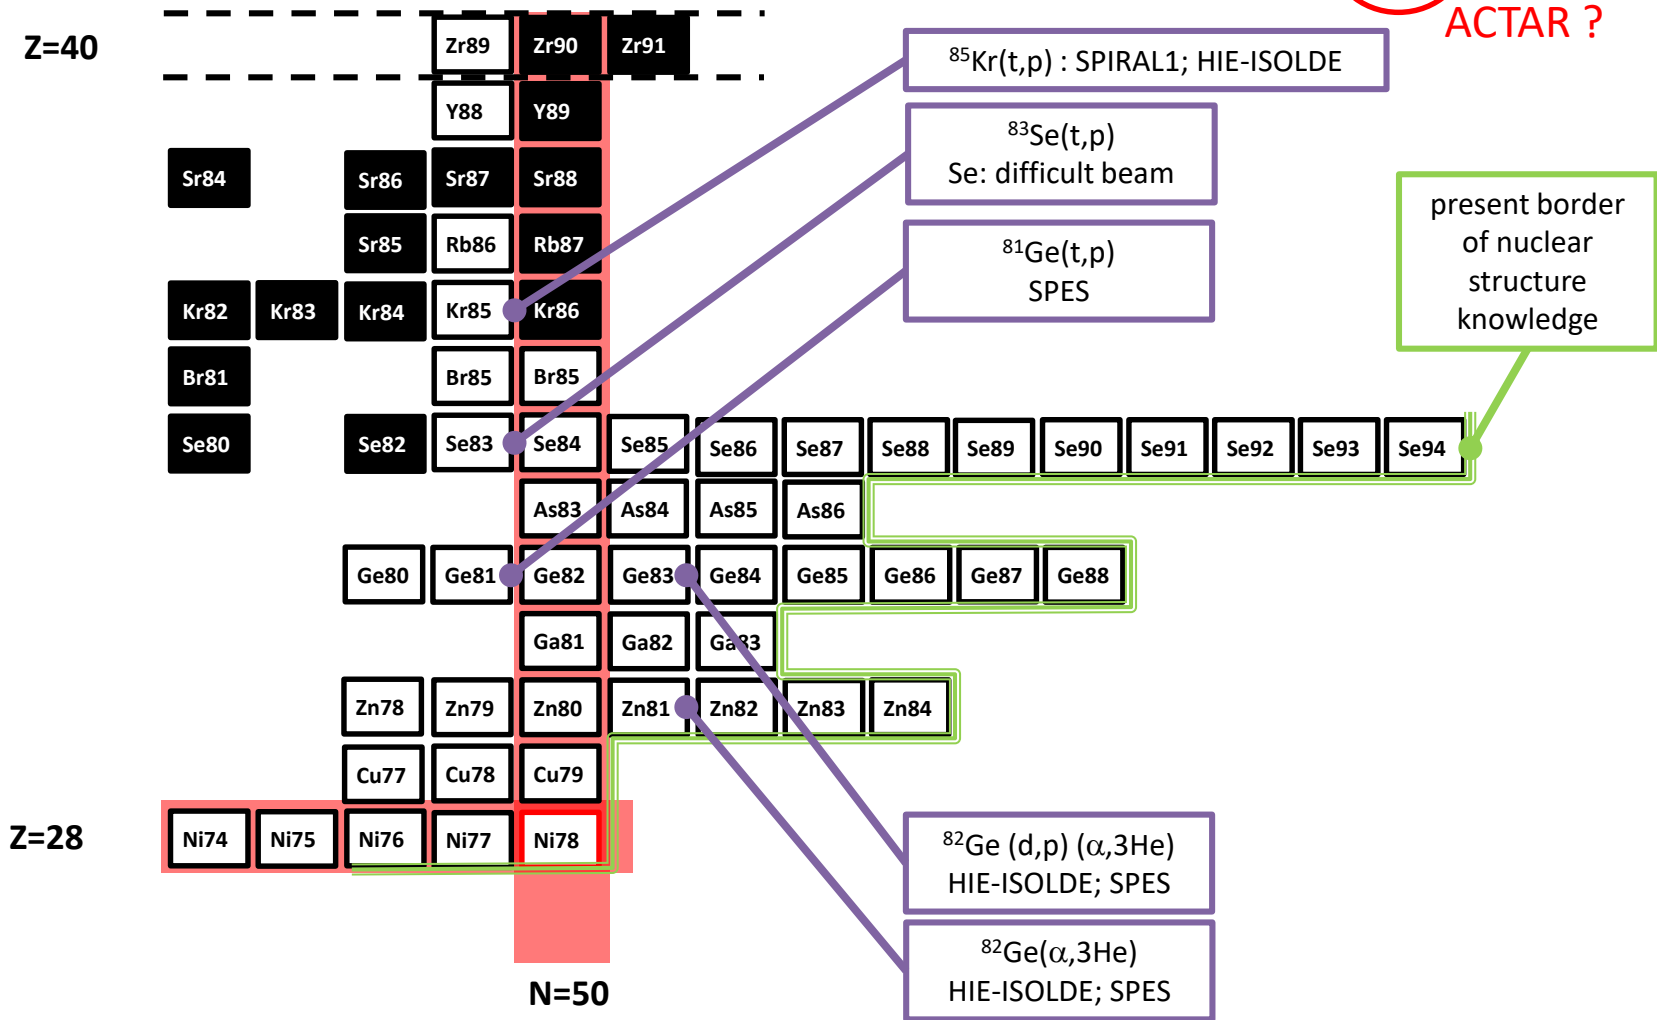 ACTAR ?
Z=40
Zr89 Zr90 Zr91
⁸⁵Kr(t,p) : SPIRAL1; HIE-ISOLDE
Y88 Y89
⁸³Se(t,p)
Se: difficult beam
Sr84 Sr86 Sr87 Sr88
present border
of nuclear
structure
knowledge
Sr85 Rb86 Rb87
⁸¹Ge(t,p)
SPES
Kr82 Kr83 Kr84 Kr85 Kr86
Br81 Br85 Br85
Se80 Se82 Se83 Se84 Se85 Se86 Se87 Se88 Se89 Se90 Se91 Se92 Se93 Se94
As83 As84 As85 As86
Ge80 Ge81 Ge82 Ge83 Ge84 Ge85 Ge86 Ge87 Ge88
Ga81 Ga82 Ga83
Zn78 Zn79 Zn80 Zn81 Zn82 Zn83 Zn84
Cu77 Cu78 Cu79
Z=28
Ni74 Ni75 Ni76 Ni77 Ni78
⁸²Ge (d,p) (α,3He)
HIE-ISOLDE; SPES
⁸²Ge(α,3He)
HIE-ISOLDE; SPES
N=50